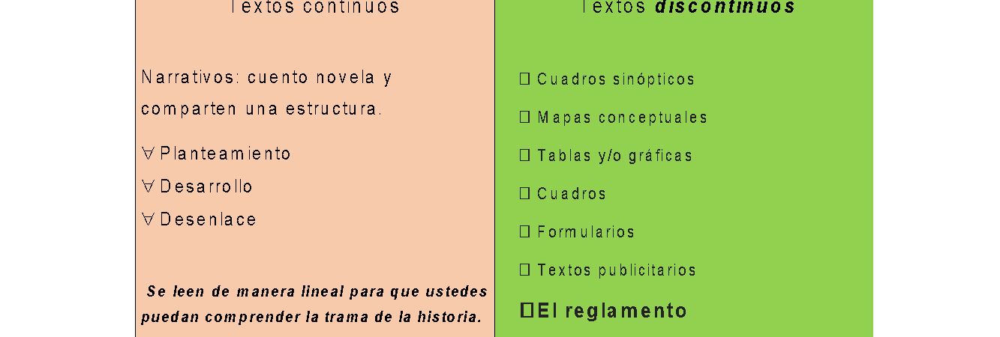 Textos continuos
Narrativos: cuento novela y
comparten una estructura.
∀ Planteamiento
∀ Desarrollo
∀ Desenlace
Se leen de manera lineal para que ustedes
puedan comprender la trama de la historia.
Textos discontinuos
Cuadros sinópticos
Mapas conceptuales
Tablas y/o gráficas
Cuadros
Formularios
Textos publicitarios
El reglamento